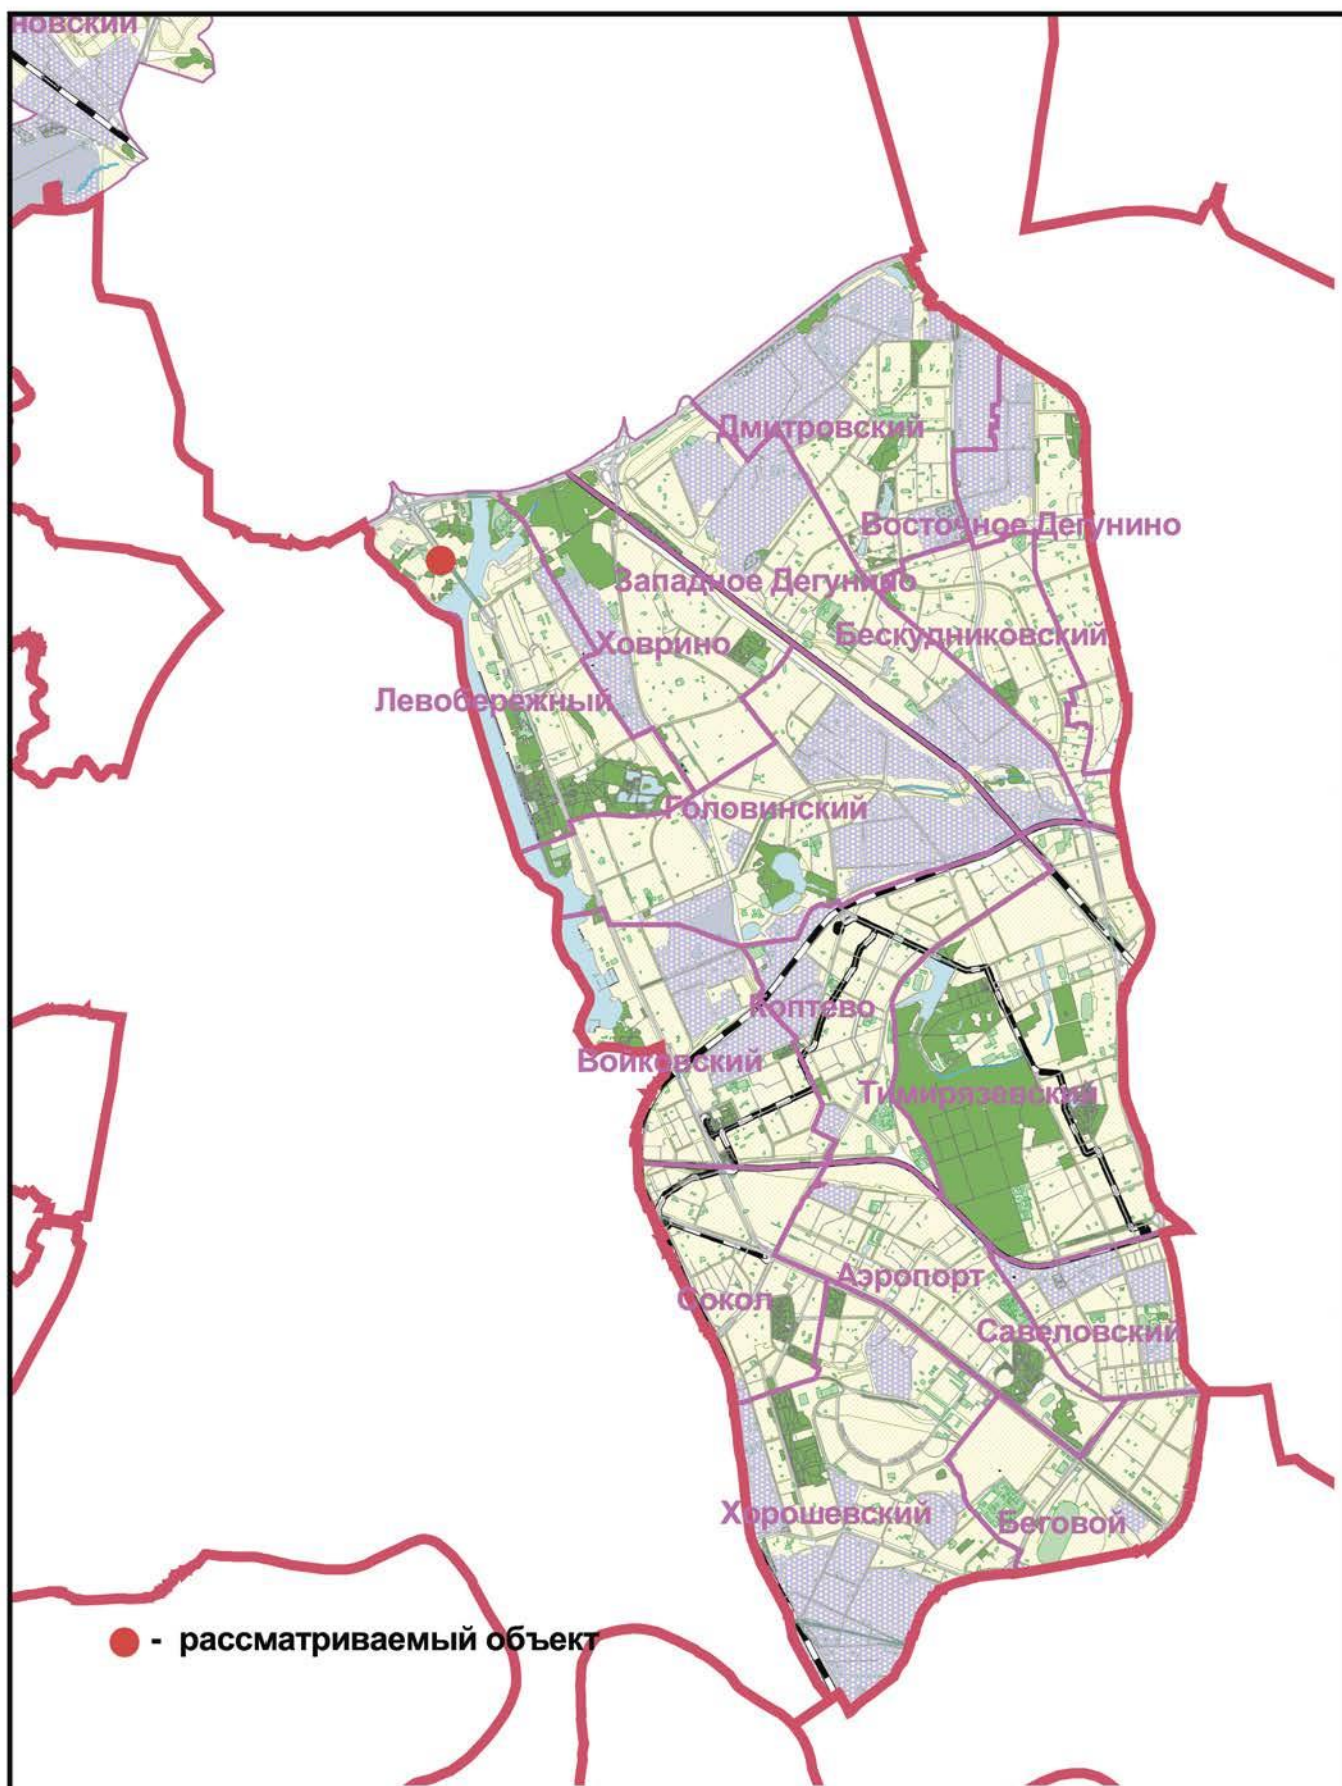 новский
Дмитровский
Восточное Дегунино
Западное Дегунино
Бескудниковский
Ховрино
Левобережный
Головинский
Коптево
Войковский
Тимирязевский
Аэропорт
Сокол
Савеловский
Хорошевский
Беговой
- рассматриваемый объект